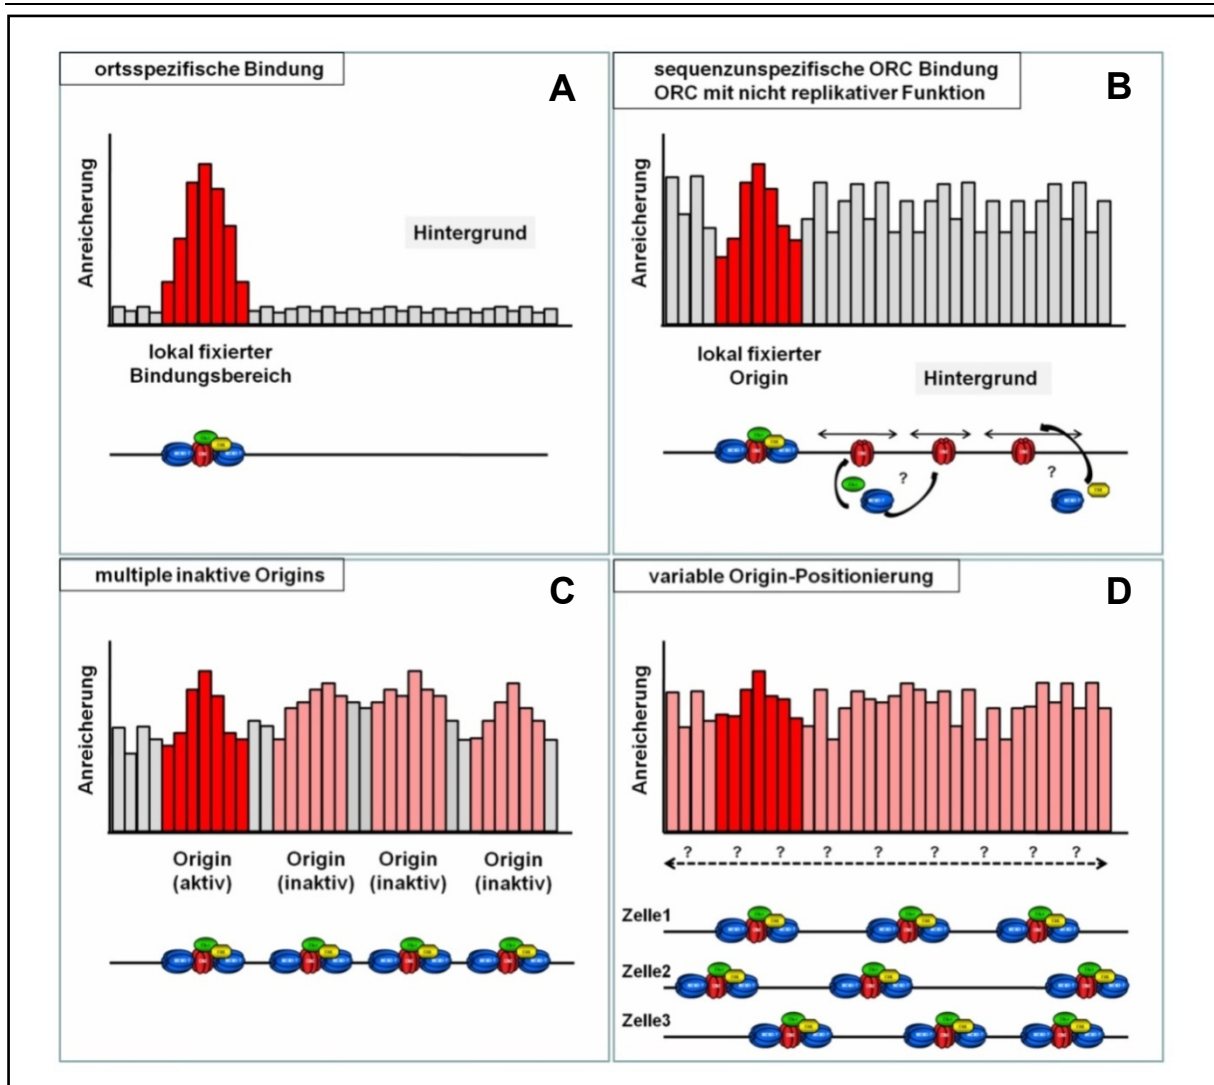 ortsspezifische Bindung
A
Anreicherung
Hintergrund
lokal fixierter
Bindungsbereich
sequenzunspezifische ORC Bindung
ORC mit nicht replikativer Funktion
B
Anreicherung
lokal fixierter
Origin
Hintergrund
?
?
multiple inaktive Origins
C
Anreicherung
Origin
(aktiv)
Origin
(inaktiv)
Origin
(inaktiv)
Origin
(inaktiv)
variable Origin-Positionierung
D
Anreicherung
? ? ? ? ? ? ? ? ?
Zelle1
Zelle2
Zelle3